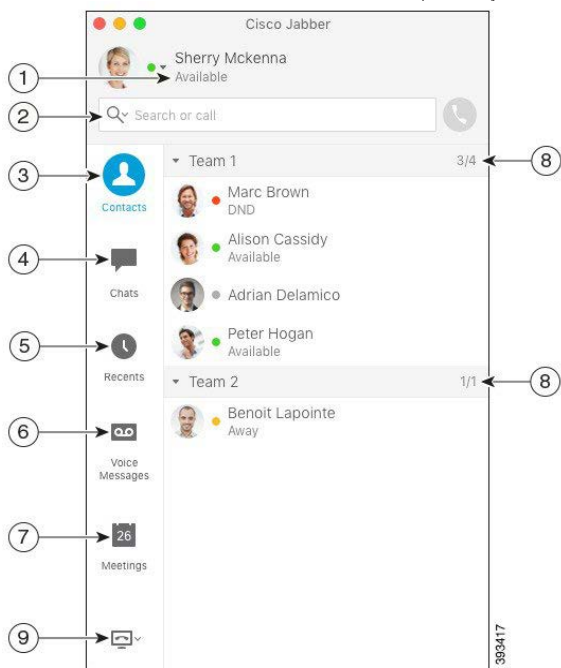 Cisco Jabber
Sherry Mckenna
1
Available
2
Search or call
Team 1
3/4
8
3
Contacts
Marc Brown
DND
4
Chats
Alison Cassidy
Available
Adrian Delamico
5
Recents
Peter Hogan
Available
Team 2
1/1
8
6
Voice
Messages
Benoit Lapointe
Away
7
26
Meetings
9
393417